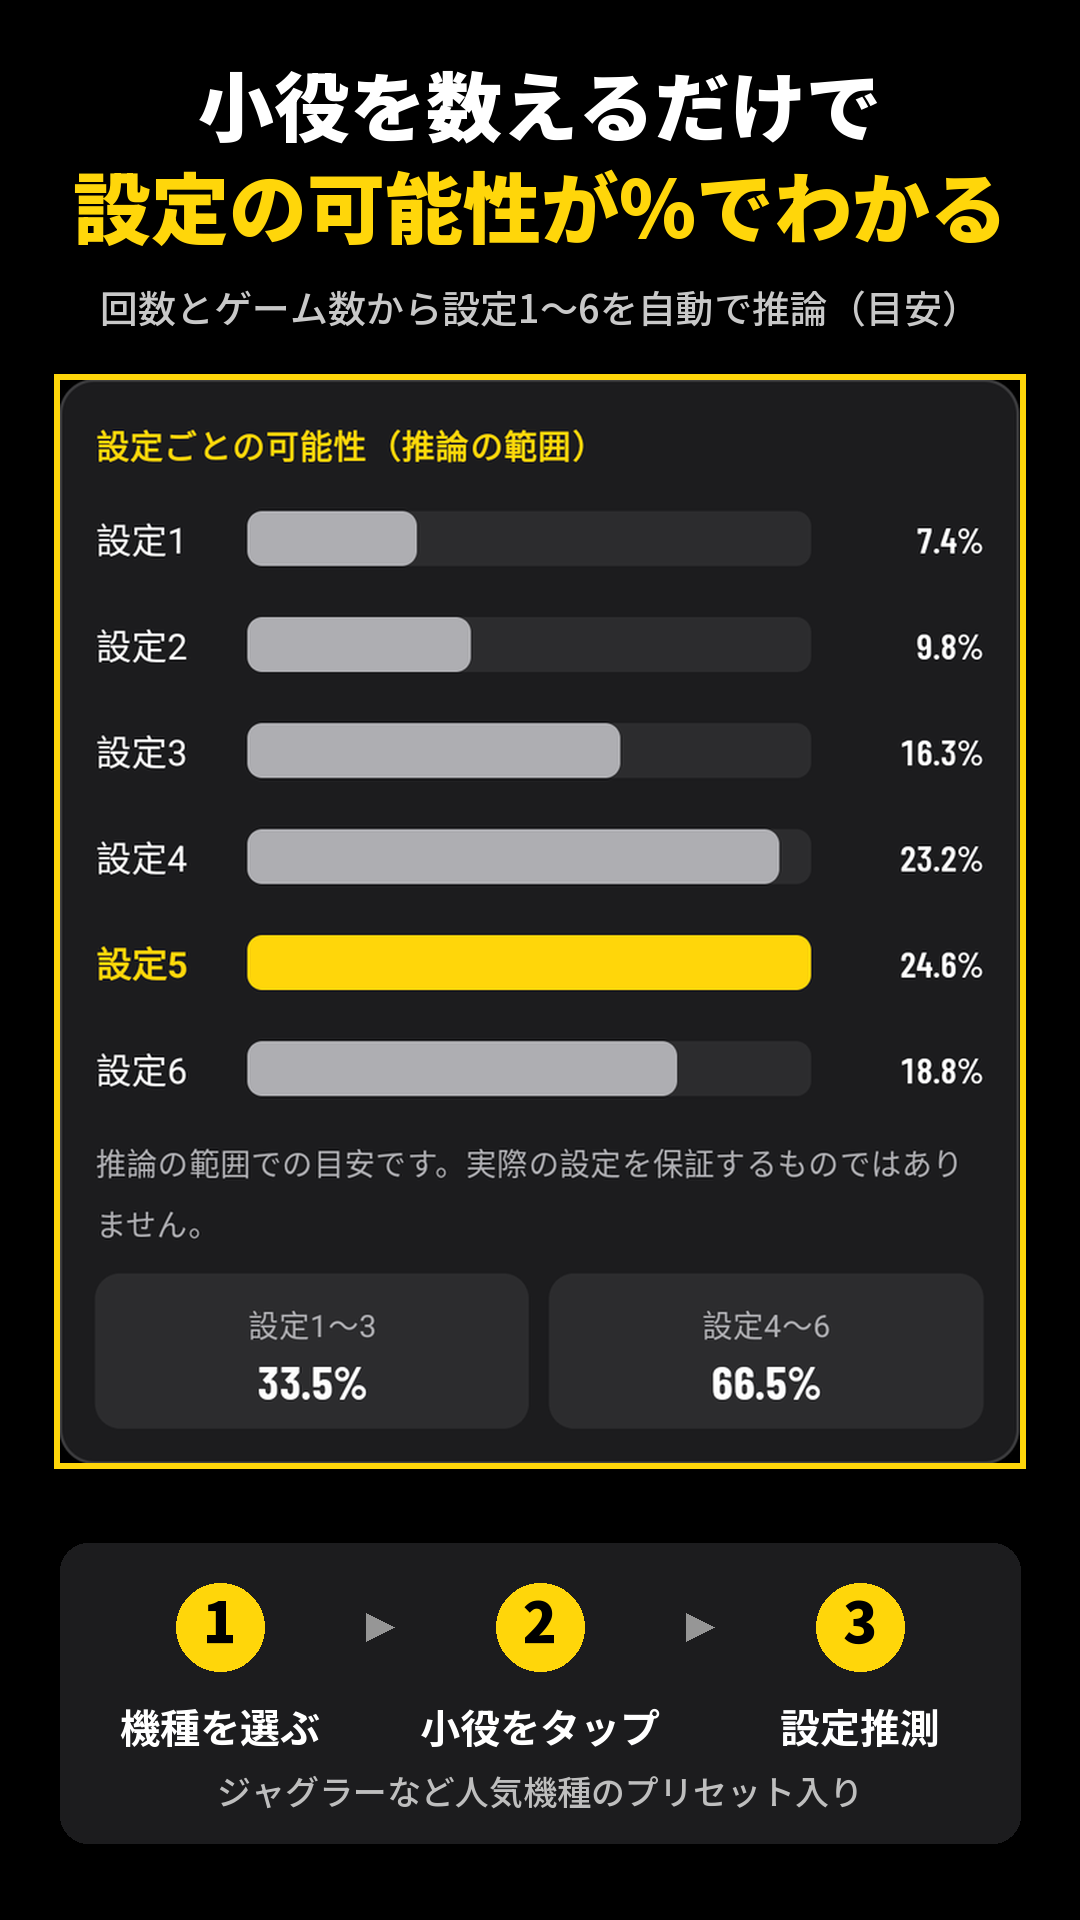 小役を数えるだけで
設定の可能性が%でわかる
回数とゲーム数から設定1〜6を自動で推論（目安）
設定ごとの可能性（推論の範囲）
設定1 7.4%
設定2 9.8%
設定3 16.3%
設定4 23.2%
設定5 24.6%
設定6 18.8%
推論の範囲での目安です。実際の設定を保証するものではあり
ません。
設定1〜3 設定4〜6
33.5% 66.5%
1 2 3
機種を選ぶ 小役をタップ 設定推測
ジャグラーなど人気機種のプリセット入り